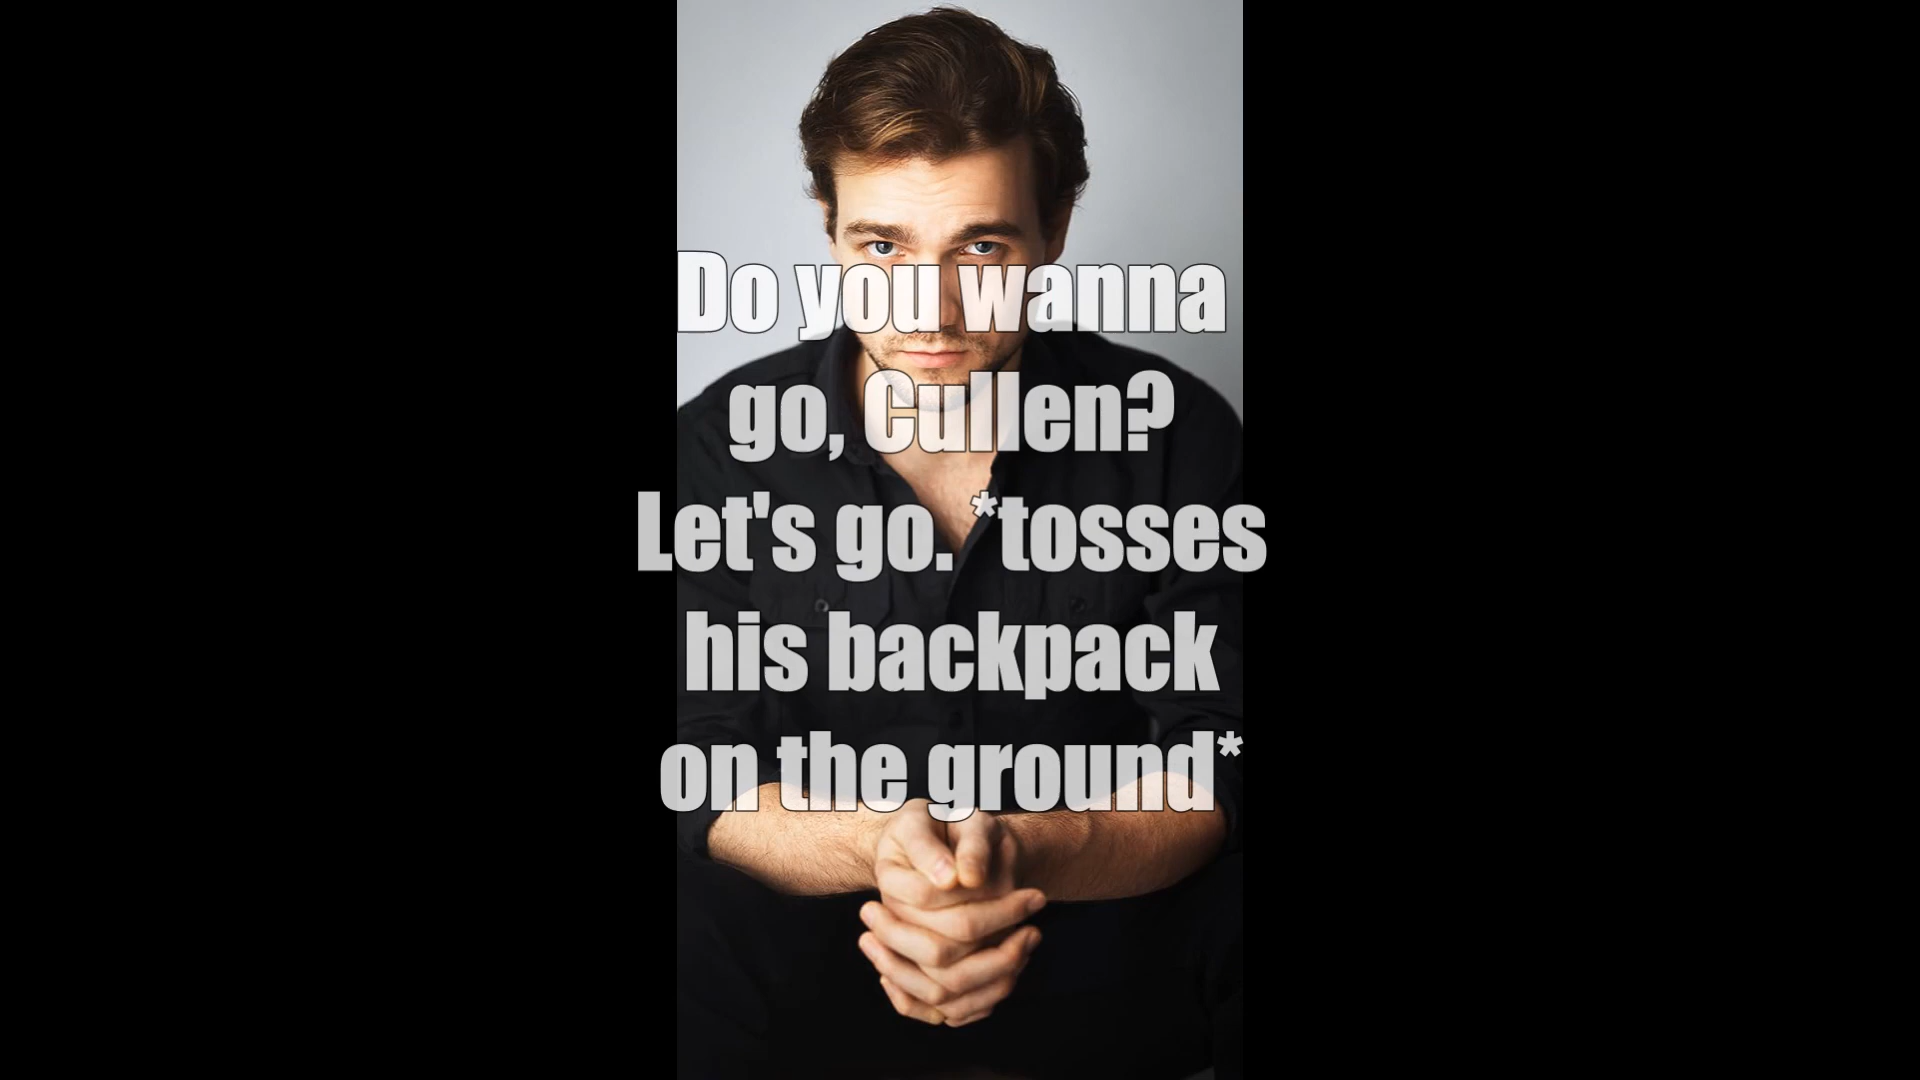 Do you wanna
go, Cullen?
Let's go. *tosses
his backpack
on the ground*